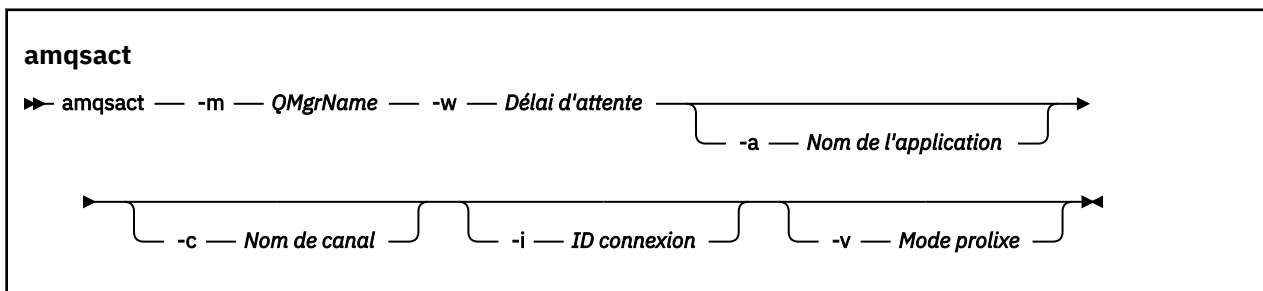 amqsact
amqsact -m QMgrName -w Délai d'attente
-a Nom de l'application
-c Nom de canal -i ID connexion -v Mode prolixe